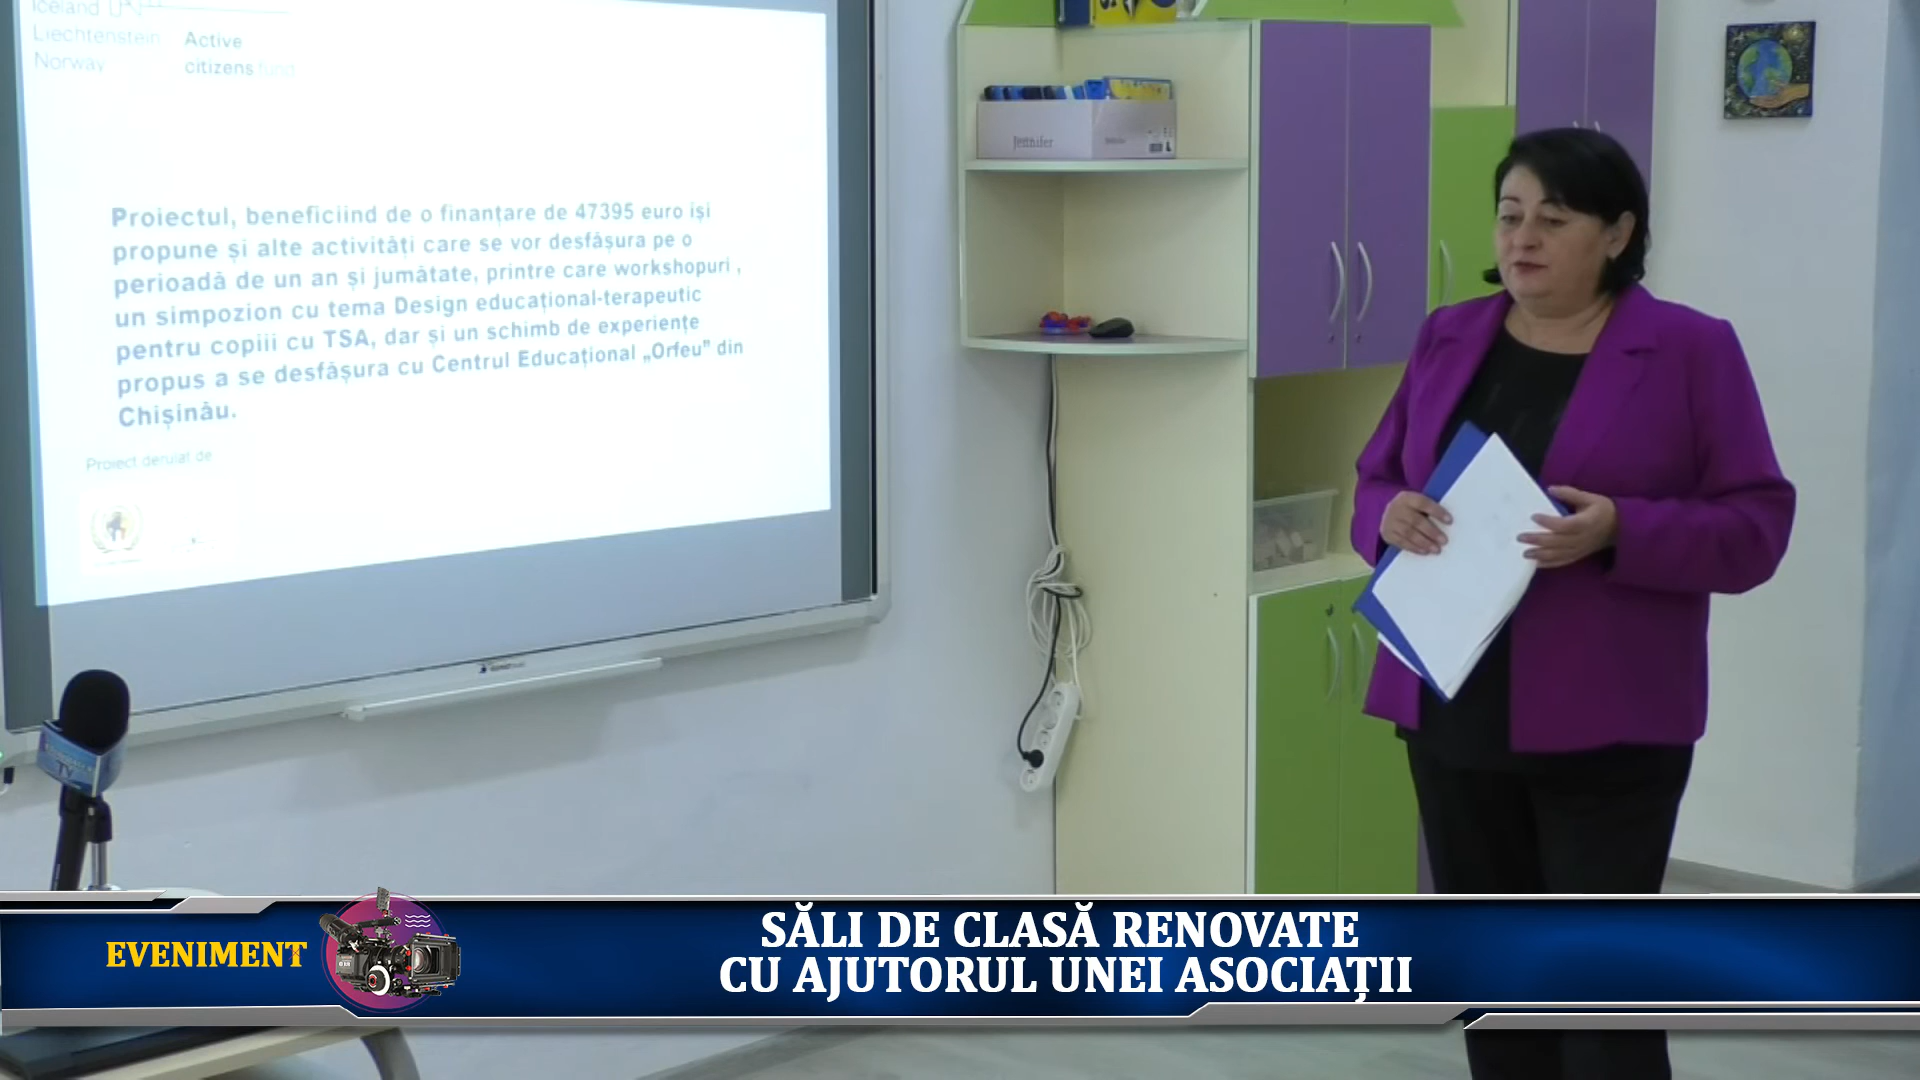 Iceland
Liechtenstein
Norway
Active
citizens fund
Proiectul, beneficiind de o finanțare de 47395 euro își
propune și alte activități care se vor desfășura pe o
perioadă de un an și jumătate, printre care workshopuri ,
un simpozion cu tema Design educațional-terapeutic
pentru copiii cu TSA, dar și un schimb de experiențe
propus a se desfășura cu Centrul Educațional „Orfeu” din
Chișinău.
Proiect derulat de
Jennifer
TV
EVENIMENT
SĂLI DE CLASĂ RENOVATE
CU AJUTORUL UNEI ASOCIAȚII